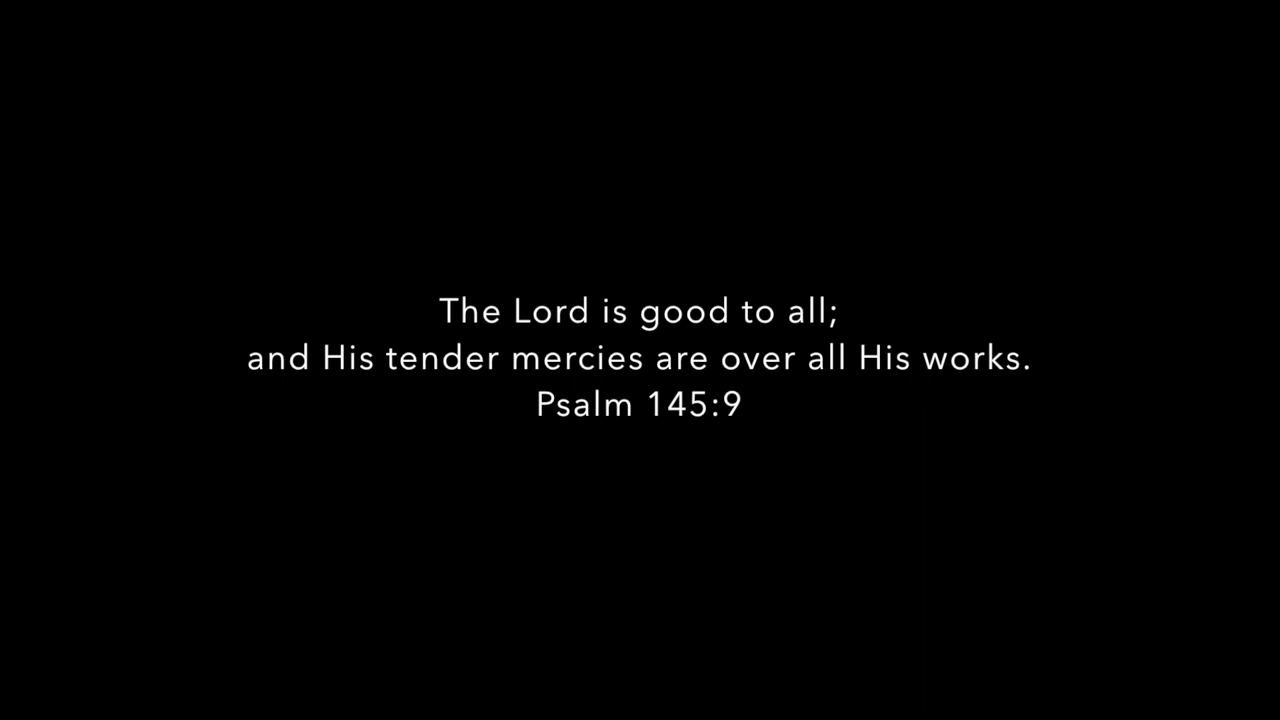 The Lord is good to all;
and His tender mercies are over all His works.
Psalm 145:9